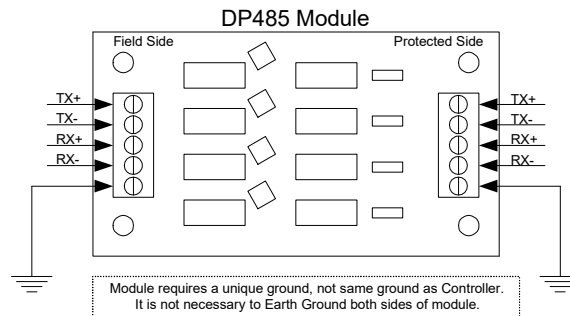 DP485 Module
Field Side Protected Side
TX+ TX+
TX- TX-
RX+ RX+
RX- RX-
Module requires a unique ground, not same ground as Controller.
It is not necessary to Earth Ground both sides of module.